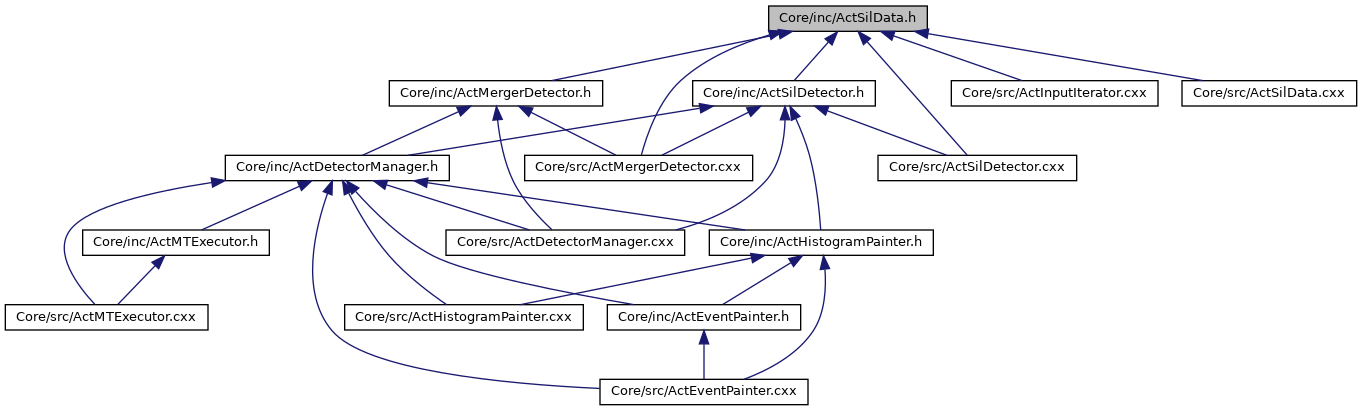 Core/inc/ActSilData.h
Core/inc/ActMergerDetector.h
Core/inc/ActSilDetector.h
Core/src/ActInputIterator.cxx
Core/src/ActSilData.cxx
Core/inc/ActDetectorManager.h
Core/src/ActMergerDetector.cxx
Core/src/ActSilDetector.cxx
Core/inc/ActMTExecutor.h
Core/src/ActDetectorManager.cxx
Core/inc/ActHistogramPainter.h
Core/src/ActMTExecutor.cxx
Core/src/ActHistogramPainter.cxx
Core/inc/ActEventPainter.h
Core/src/ActEventPainter.cxx